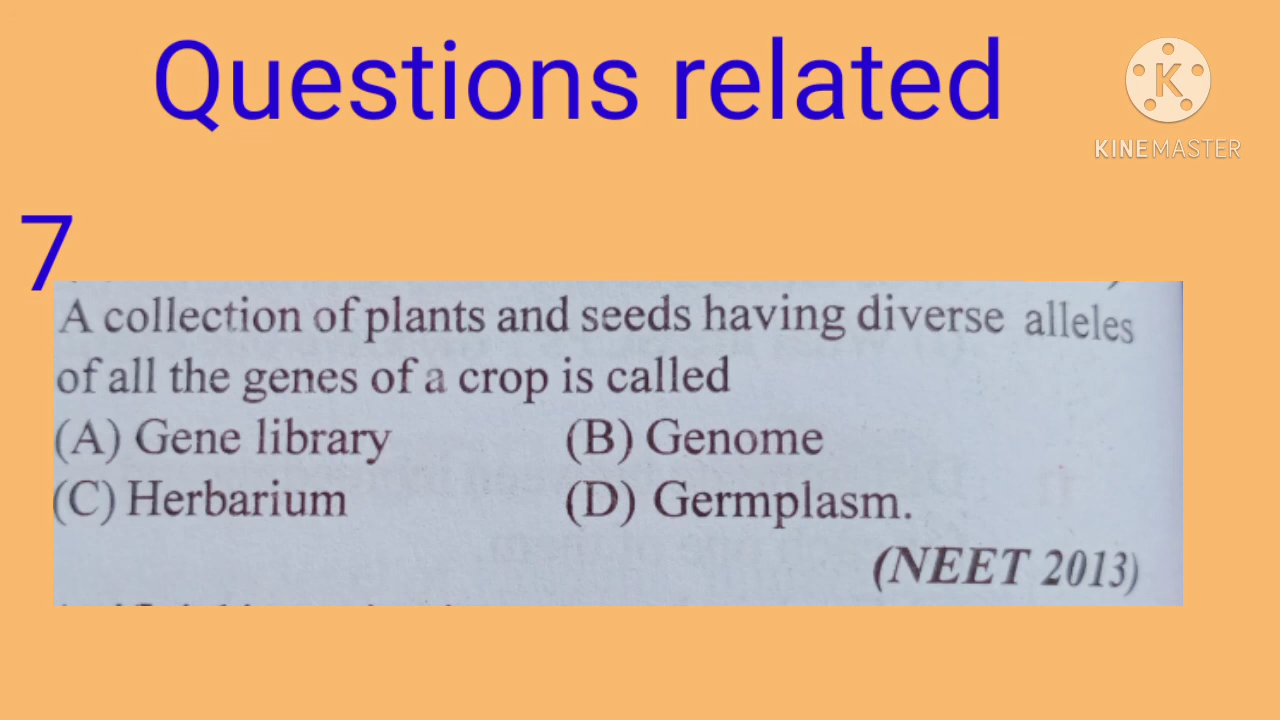 Questions related
K
KINEMASTER
7
A collection of plants and seeds having diverse alleles
of all the genes of a crop is called
(A) Gene library (B) Genome
(C) Herbarium (D) Germplasm.
(NEET 2013)